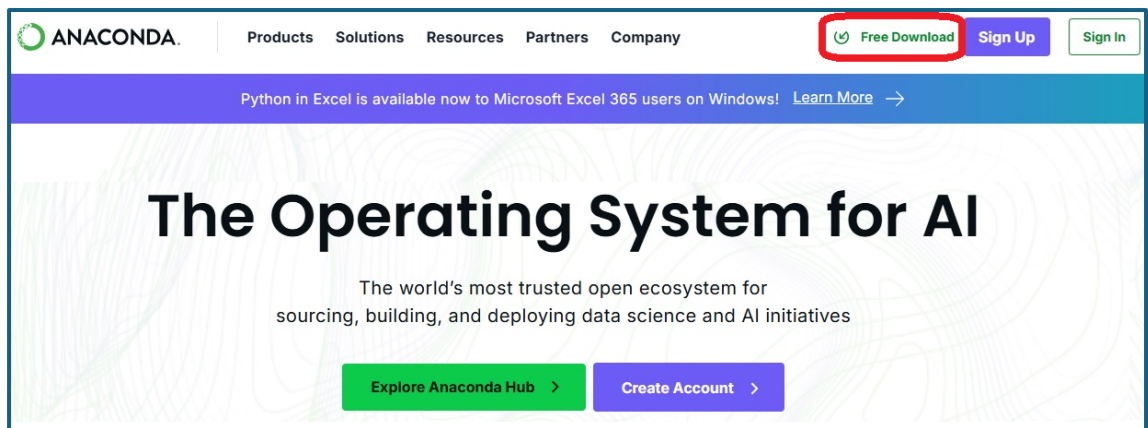 ANACONDA.
Products Solutions Resources Partners Company
Free Download
Sign Up
Sign In
Python in Excel is available now to Microsoft Excel 365 users on Windows! Learn More
The Operating System for AI
The world's most trusted open ecosystem for
sourcing, building, and deploying data science and AI initiatives
Explore Anaconda Hub
Create Account